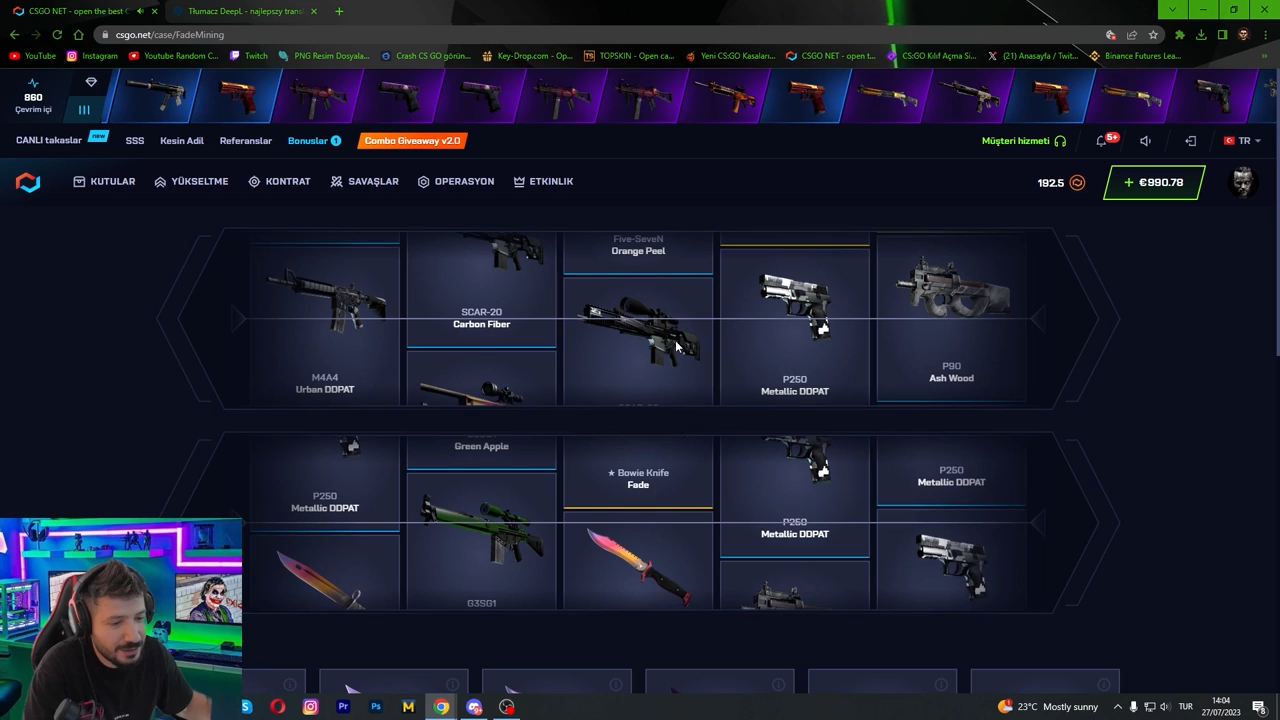 CSGO NET - open the best C
Tłumacz DeepL - najlepszy trans
csgo.net/case/FadeMining
YouTube
Instagram
Youtube Random C...
Twitch
PNG Resim Dosyala...
Crash CS GO görün...
Key-Drop.com - Op...
TOPSKIN - Open ca...
Yeni CS:GO Kasaları...
CSGO NET - open t...
CS:GO Kılıf Açma Si...
(21) Anasayfa / Twit...
Binance Futures Lea...
860
Çevrim içi
CANLI takaslar
new
SSS
Kesin Adil
Referanslar
Bonuslar 1
Combo Giveaway v2.0
Müşteri hizmeti
5+
TR
KUTULAR
YÜKSELTME
KONTRAT
SAVAŞLAR
OPERASYON
ETKINLIK
192.5
+ €990.78
M4A4
Urban DDPAT
SCAR-20
Carbon Fiber
Five-SeveN
Orange Peel
P250
Metallic DDPAT
P90
Ash Wood
P250
Metallic DDPAT
Green Apple
G3SG1
★ Bowie Knife
Fade
P250
Metallic DDPAT
P250
Metallic DDPAT
23°C Mostly sunny
TUR
14:04
27/07/2023